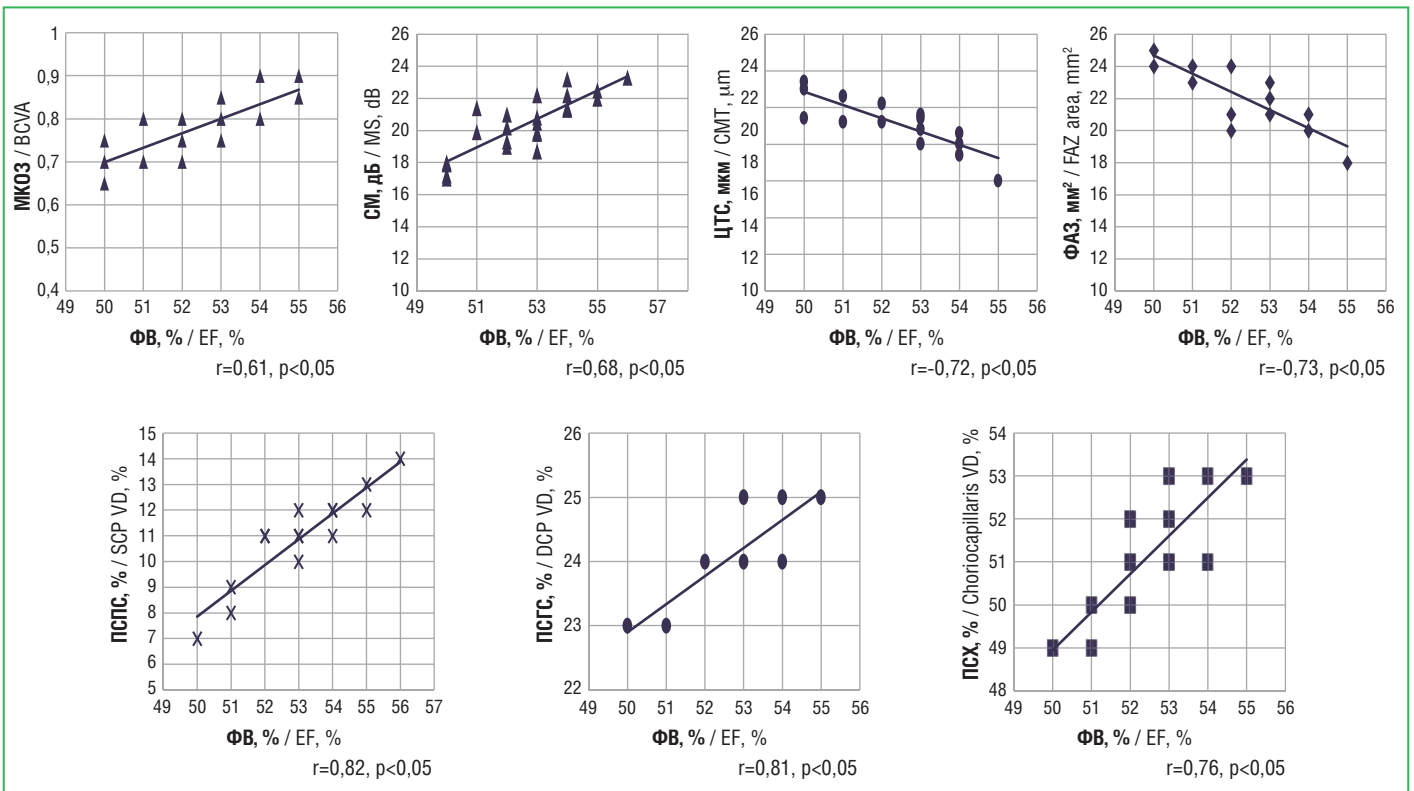 МКОЗ / BCVA
1
0,9
0,8
0,7
0,6
0,5
0,4
49 50 51 52 53 54 55 56
ФВ, % / EF, %
r=0,61, p<0,05
СМ, дБ / MS, dB
26
24
22
20
18
16
14
12
10
49 51 53 55 57
ФВ, % / EF, %
r=0,68, p<0,05
ЦТС, мкм / CMT, μm
26
24
22
20
18
16
14
12
10
49 50 51 52 53 54 55 56
ФВ, % / EF, %
r=-0,72, p<0,05
ФАЗ, мм² / FAZ area, mm²
26
24
22
20
18
16
14
12
10
49 50 51 52 53 54 55 56
ФВ, % / EF, %
r=-0,73, p<0,05
ПСПС, % / SCP VD, %
15
14
13
12
11
10
9
8
7
6
5
49 50 51 52 53 54 55 56 57
ФВ, % / EF, %
r=0,82, p<0,05
ПСГС, % / DCP VD, %
26
25
24
23
22
49 50 51 52 53 54 55 56
ФВ, % / EF, %
r=0,81, p<0,05
ПСХ, % / Choriocapillaris VD, %
54
53
52
51
50
49
48
49 50 51 52 53 54 55 56
ФВ, % / EF, %
r=0,76, p<0,05